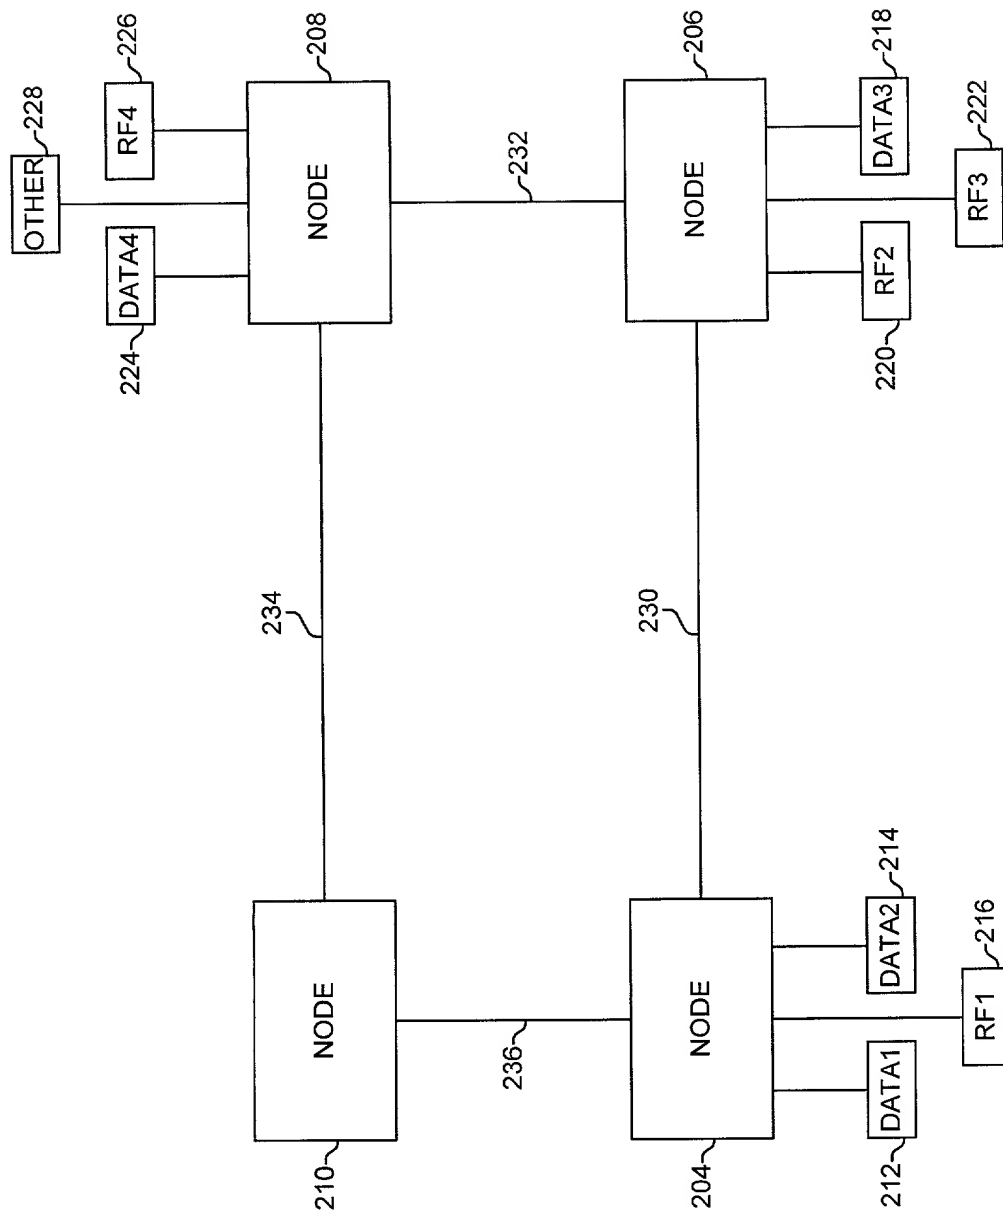 OTHER 228
224 DATA4 RF4 226
234
210 NODE NODE 208
236 232
230
204 NODE NODE 206
212 DATA1 DATA2 214 220 RF2 DATA3 218
RF1 216 RF3 222